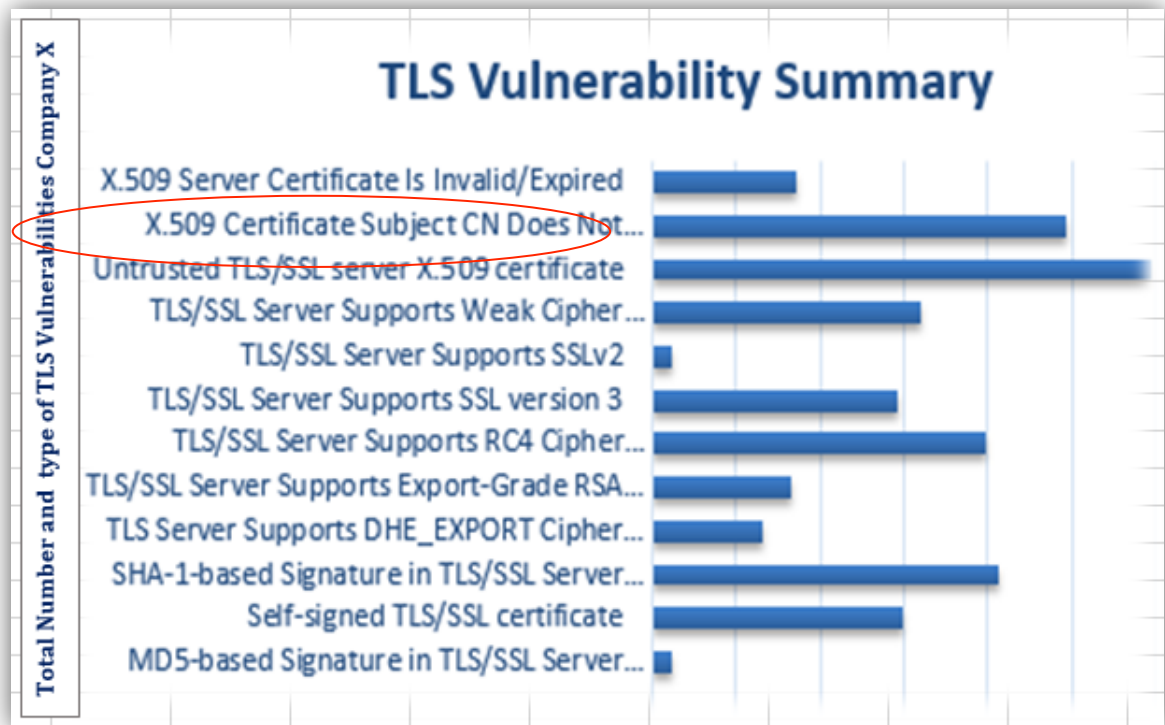 Total Number and type of TLS Vulnerabilities Company X
TLS Vulnerability Summary
X.509 Server Certificate Is Invalid/Expired
X.509 Certificate Subject CN Does Not...
Untrusted TLS/SSL server X.509 certificate
TLS/SSL Server Supports Weak Cipher...
TLS/SSL Server Supports SSLv2
TLS/SSL Server Supports SSL version 3
TLS/SSL Server Supports RC4 Cipher...
TLS/SSL Server Supports Export-Grade RSA...
TLS Server Supports DHE_EXPORT Cipher...
SHA-1-based Signature in TLS/SSL Server...
Self-signed TLS/SSL certificate
MD5-based Signature in TLS/SSL Server...